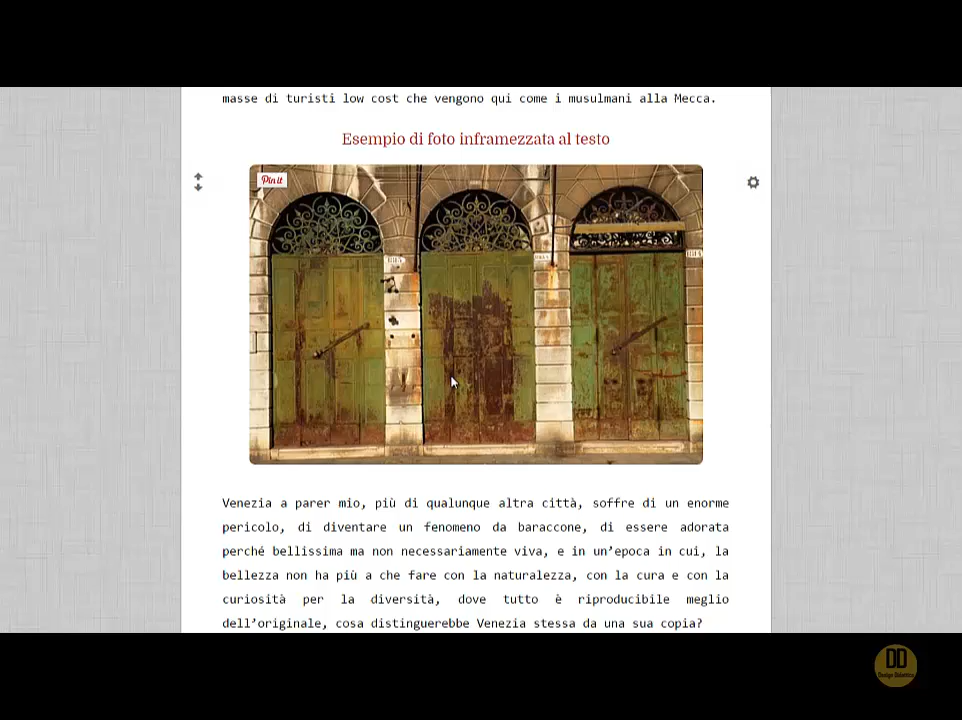 masse di turisti low cost che vengono qui come i musulmani alla Mecca.
Esempio di foto inframezzata al testo
Pin it
Venezia a parer mio, più di qualunque altra città, soffre di un enorme
pericolo, di diventare un fenomeno da baraccone, di essere adorata
perché bellissima ma non necessariamente viva, e in un’epoca in cui, la
bellezza non ha più a che fare con la naturalezza, con la cura e con la
curiosità per la diversità, dove tutto è riproducibile meglio
dell’originale, cosa distinguerebbe Venezia stessa da una sua copia?
DD
Design Didattica